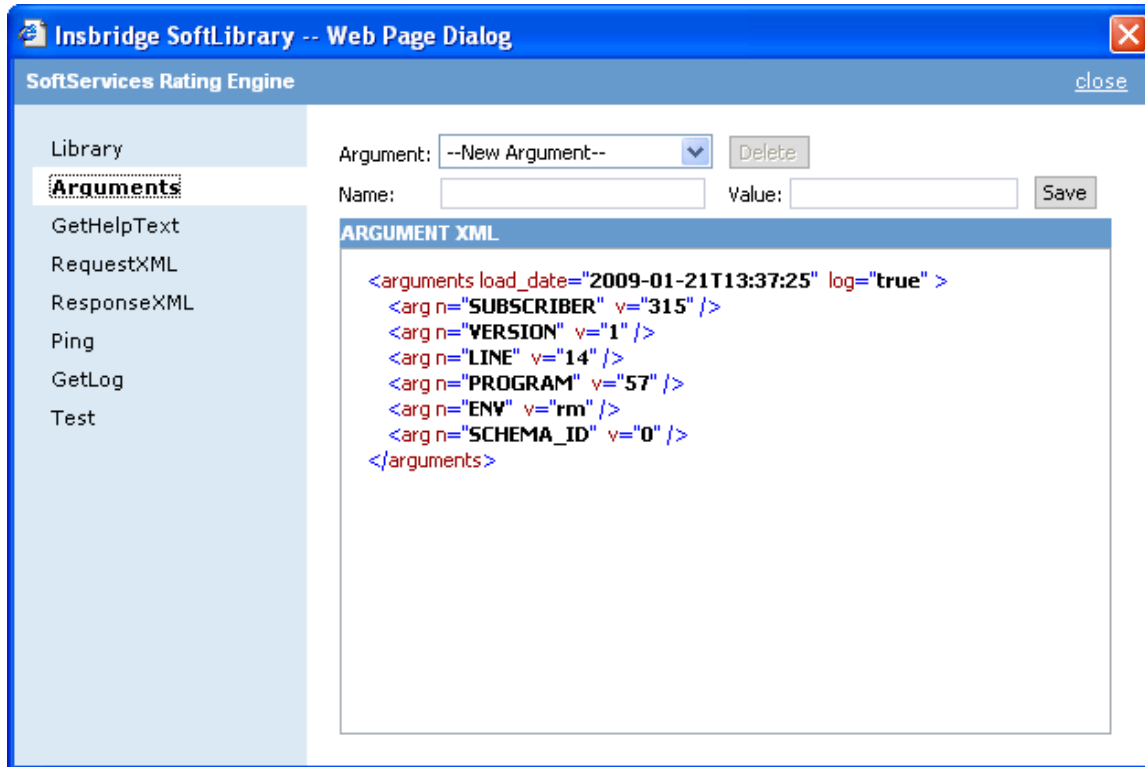 Insbridge SoftLibrary -- Web Page Dialog
SoftServices Rating Engine close
Library
Arguments
GetHelpText
RequestXML
ResponseXML
Ping
GetLog
Test
Argument: --New Argument-- Delete
Name: Value: Save
ARGUMENT XML
<arguments load_date="2009-01-21T13:37:25" log="true" >
<arg n="SUBSCRIBER" v="315" />
<arg n="VERSION" v="1" />
<arg n="LINE" v="14" />
<arg n="PROGRAM" v="57" />
<arg n="ENV" v="rm" />
<arg n="SCHEMA_ID" v="0" />
</arguments>